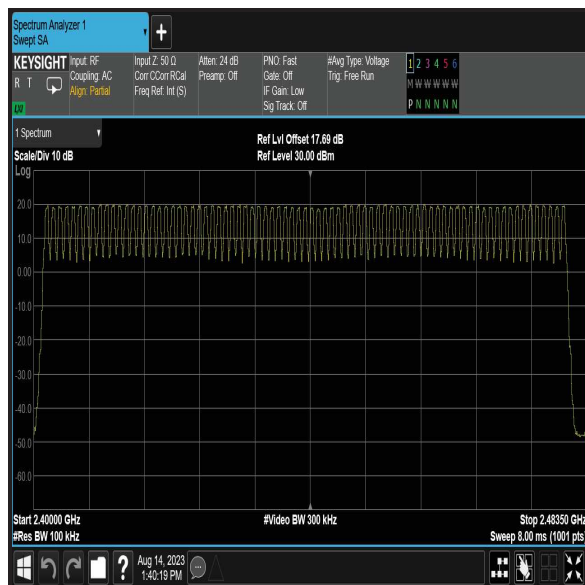 Spectrum Analyzer 1
Swept SA
+
KEYSIGHT
R T
LXI
Input: RF
Coupling: AC
Align: Partial
Input Z: 50 Ω
Corr CCorr RCal
Freq Ref: Int (S)
Atten: 24 dB
Preamp: Off
PNO: Fast
Gate: Off
IF Gain: Low
Sig Track: Off
#Avg Type: Voltage
Trig: Free Run
1 2 3 4 5 6
M W W W W W
P N N N N N
1 Spectrum
Scale/Div 10 dB
Ref Lvl Offset 17.69 dB
Ref Level 30.00 dBm
Log
20.0
10.0
0.00
-10.0
-20.0
-30.0
-40.0
-50.0
-60.0
Start 2.40000 GHz
#Res BW 100 kHz
#Video BW 300 kHz
Stop 2.48350 GHz
Sweep 8.00 ms (1001 pts)
?
Aug 14, 2023
1:40:19 PM